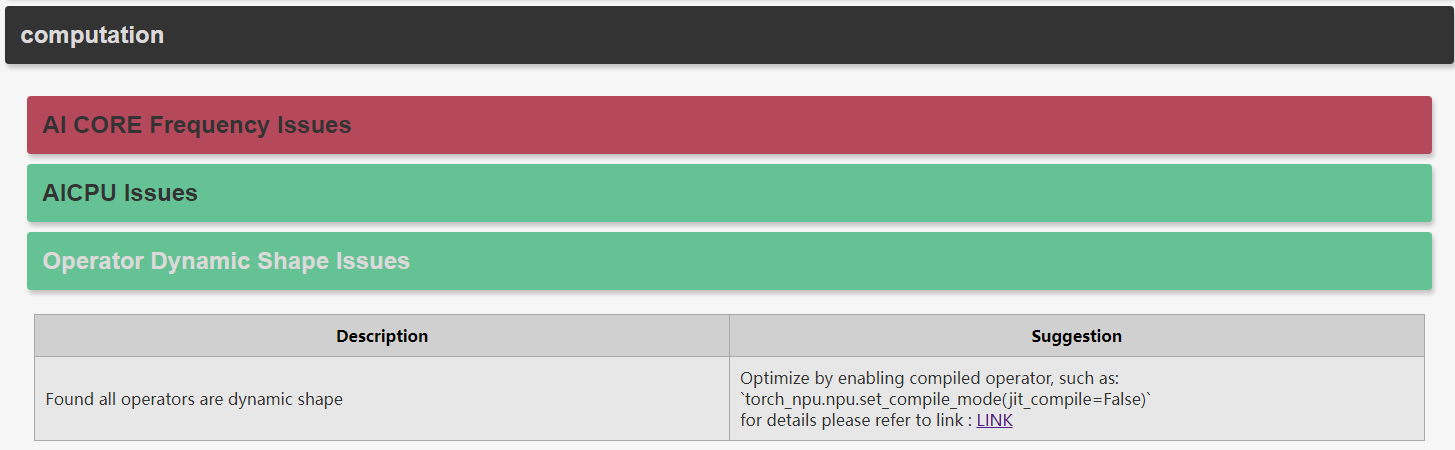 computation
AI CORE Frequency Issues
AICPU Issues
Operator Dynamic Shape Issues
Description
Suggestion
Found all operators are dynamic shape
Optimize by enabling compiled operator, such as:
`torch_npu.npu.set_compile_mode(jit_compile=False)`
for details please refer to link : LINK